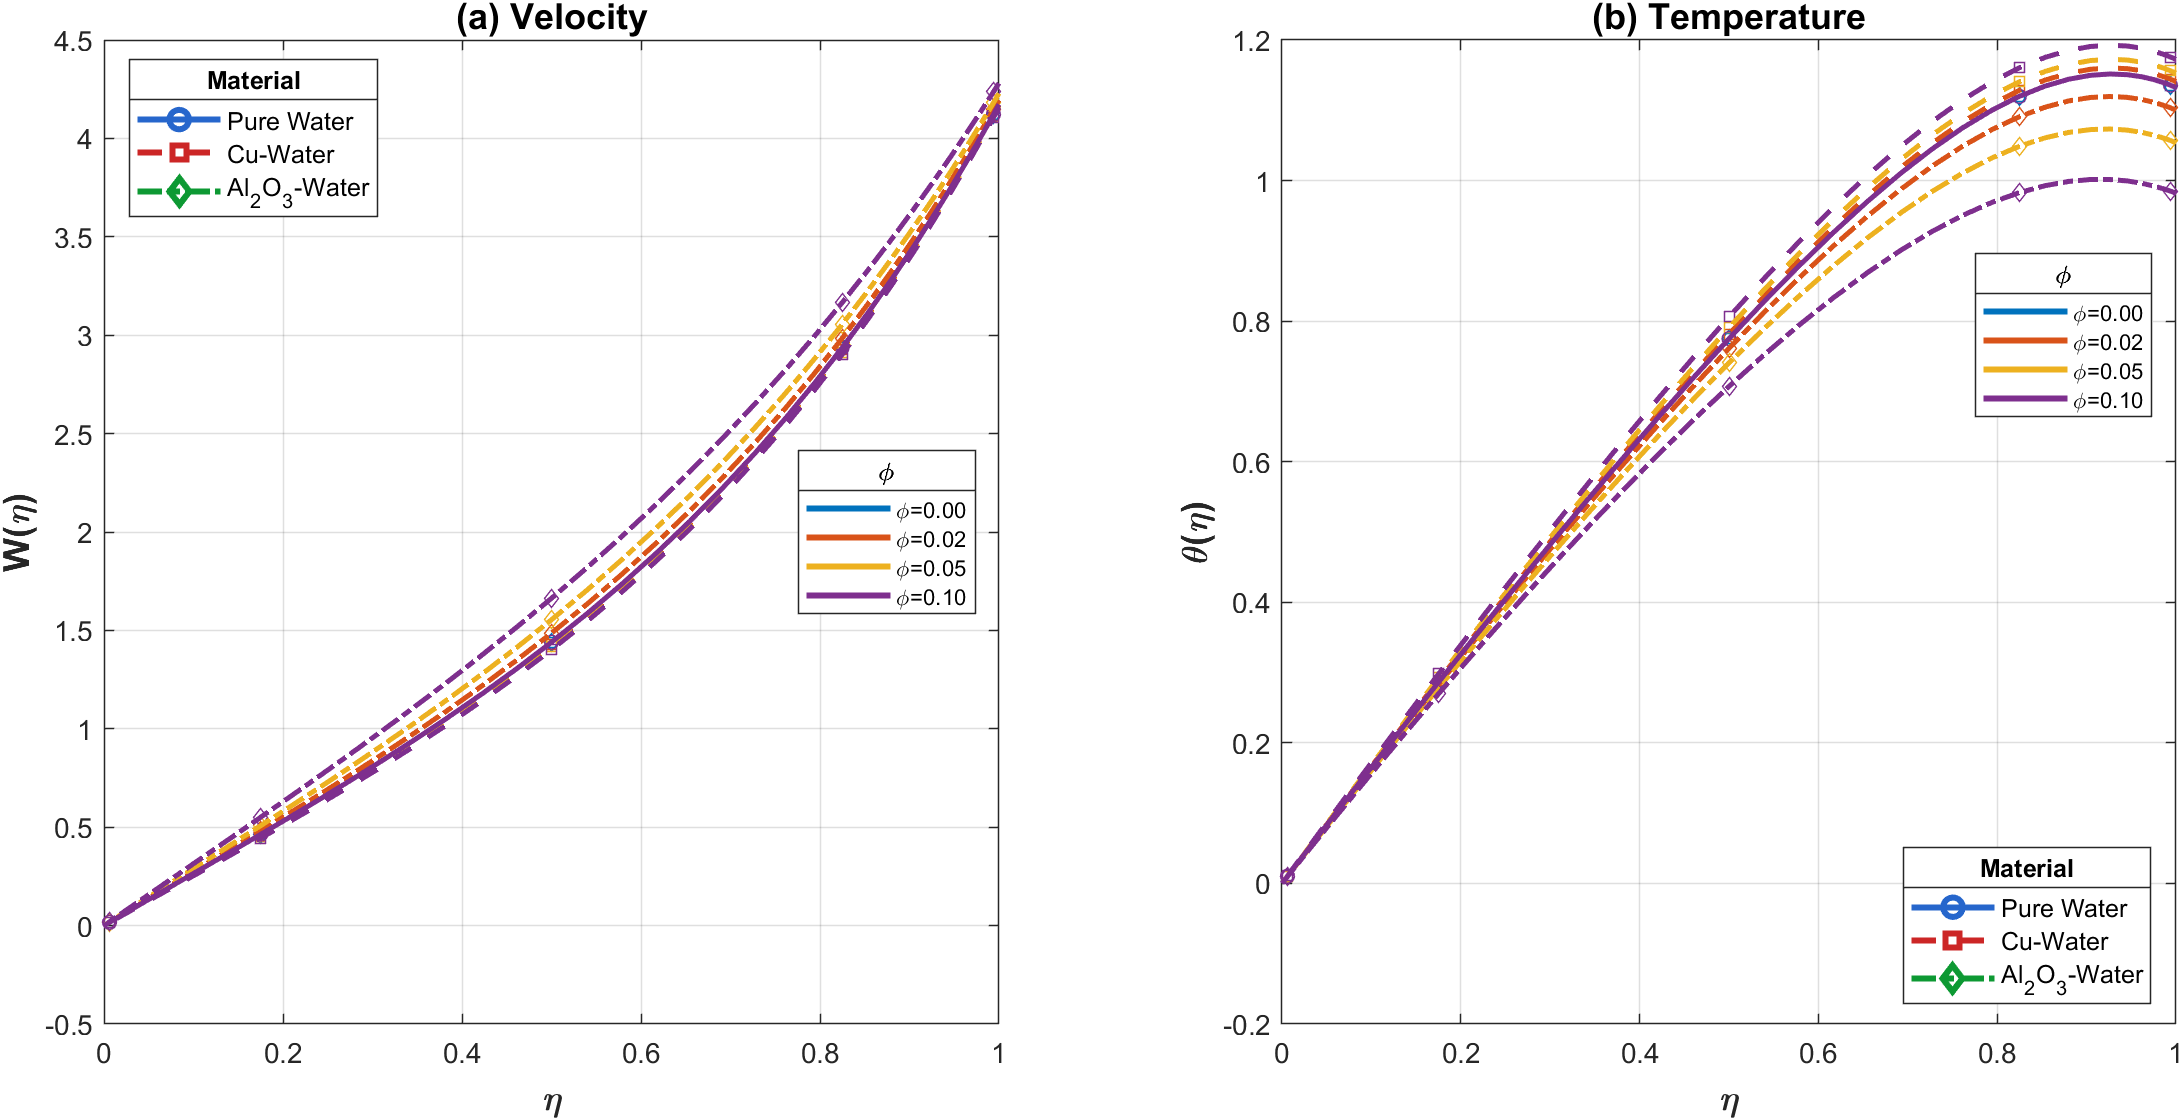 (a) Velocity
4.5
4
3.5
3
2.5
2
1.5
1
0.5
0
-0.5
W(η)
Material
Pure Water
Cu-Water
Al2O3-Water
ϕ
ϕ=0.00
ϕ=0.02
ϕ=0.05
ϕ=0.10
0 0.2 0.4 0.6 0.8 1
η
(b) Temperature
1.2
1
0.8
0.6
0.4
0.2
0
-0.2
θ(η)
ϕ
ϕ=0.00
ϕ=0.02
ϕ=0.05
ϕ=0.10
Material
Pure Water
Cu-Water
Al2O3-Water
0 0.2 0.4 0.6 0.8 1
η